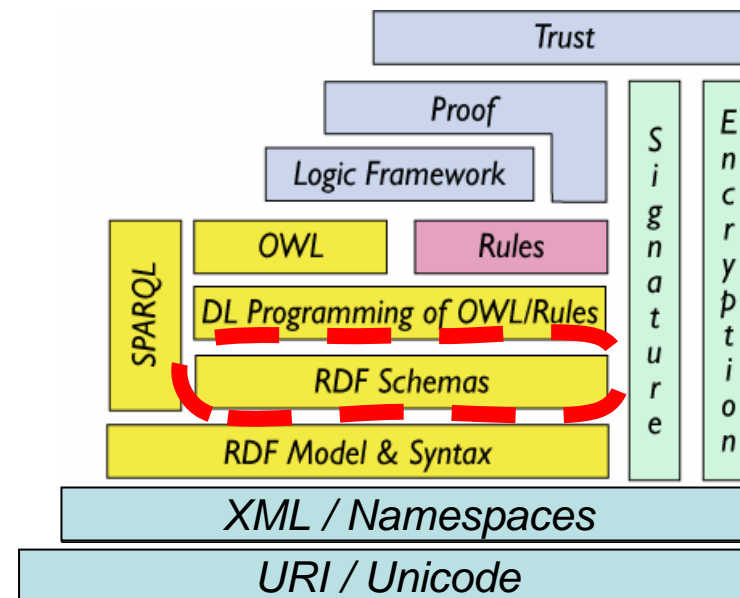 Trust
Proof
Logic Framework
Signature
Encryption
SPARQL
OWL
Rules
DL Programming of OWL/Rules
RDF Schemas
RDF Model & Syntax
XML / Namespaces
URI / Unicode